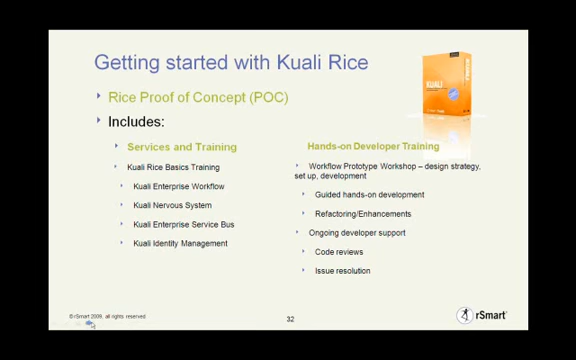 Getting started with Kuali Rice
Rice Proof of Concept (POC)
Includes:
Services and Training
Kuali Rice Basics Training
Kuali Enterprise Workflow
Kuali Nervous System
Kuali Enterprise Service Bus
Kuali Identity Management
Hands-on Developer Training
Workflow Prototype Workshop – design strategy,
set up, development
Guided hands-on development
Refactoring/Enhancements
Ongoing developer support
Code reviews
Issue resolution
KUALI
© rSmart 2009, all rights reserved
32
rSmart